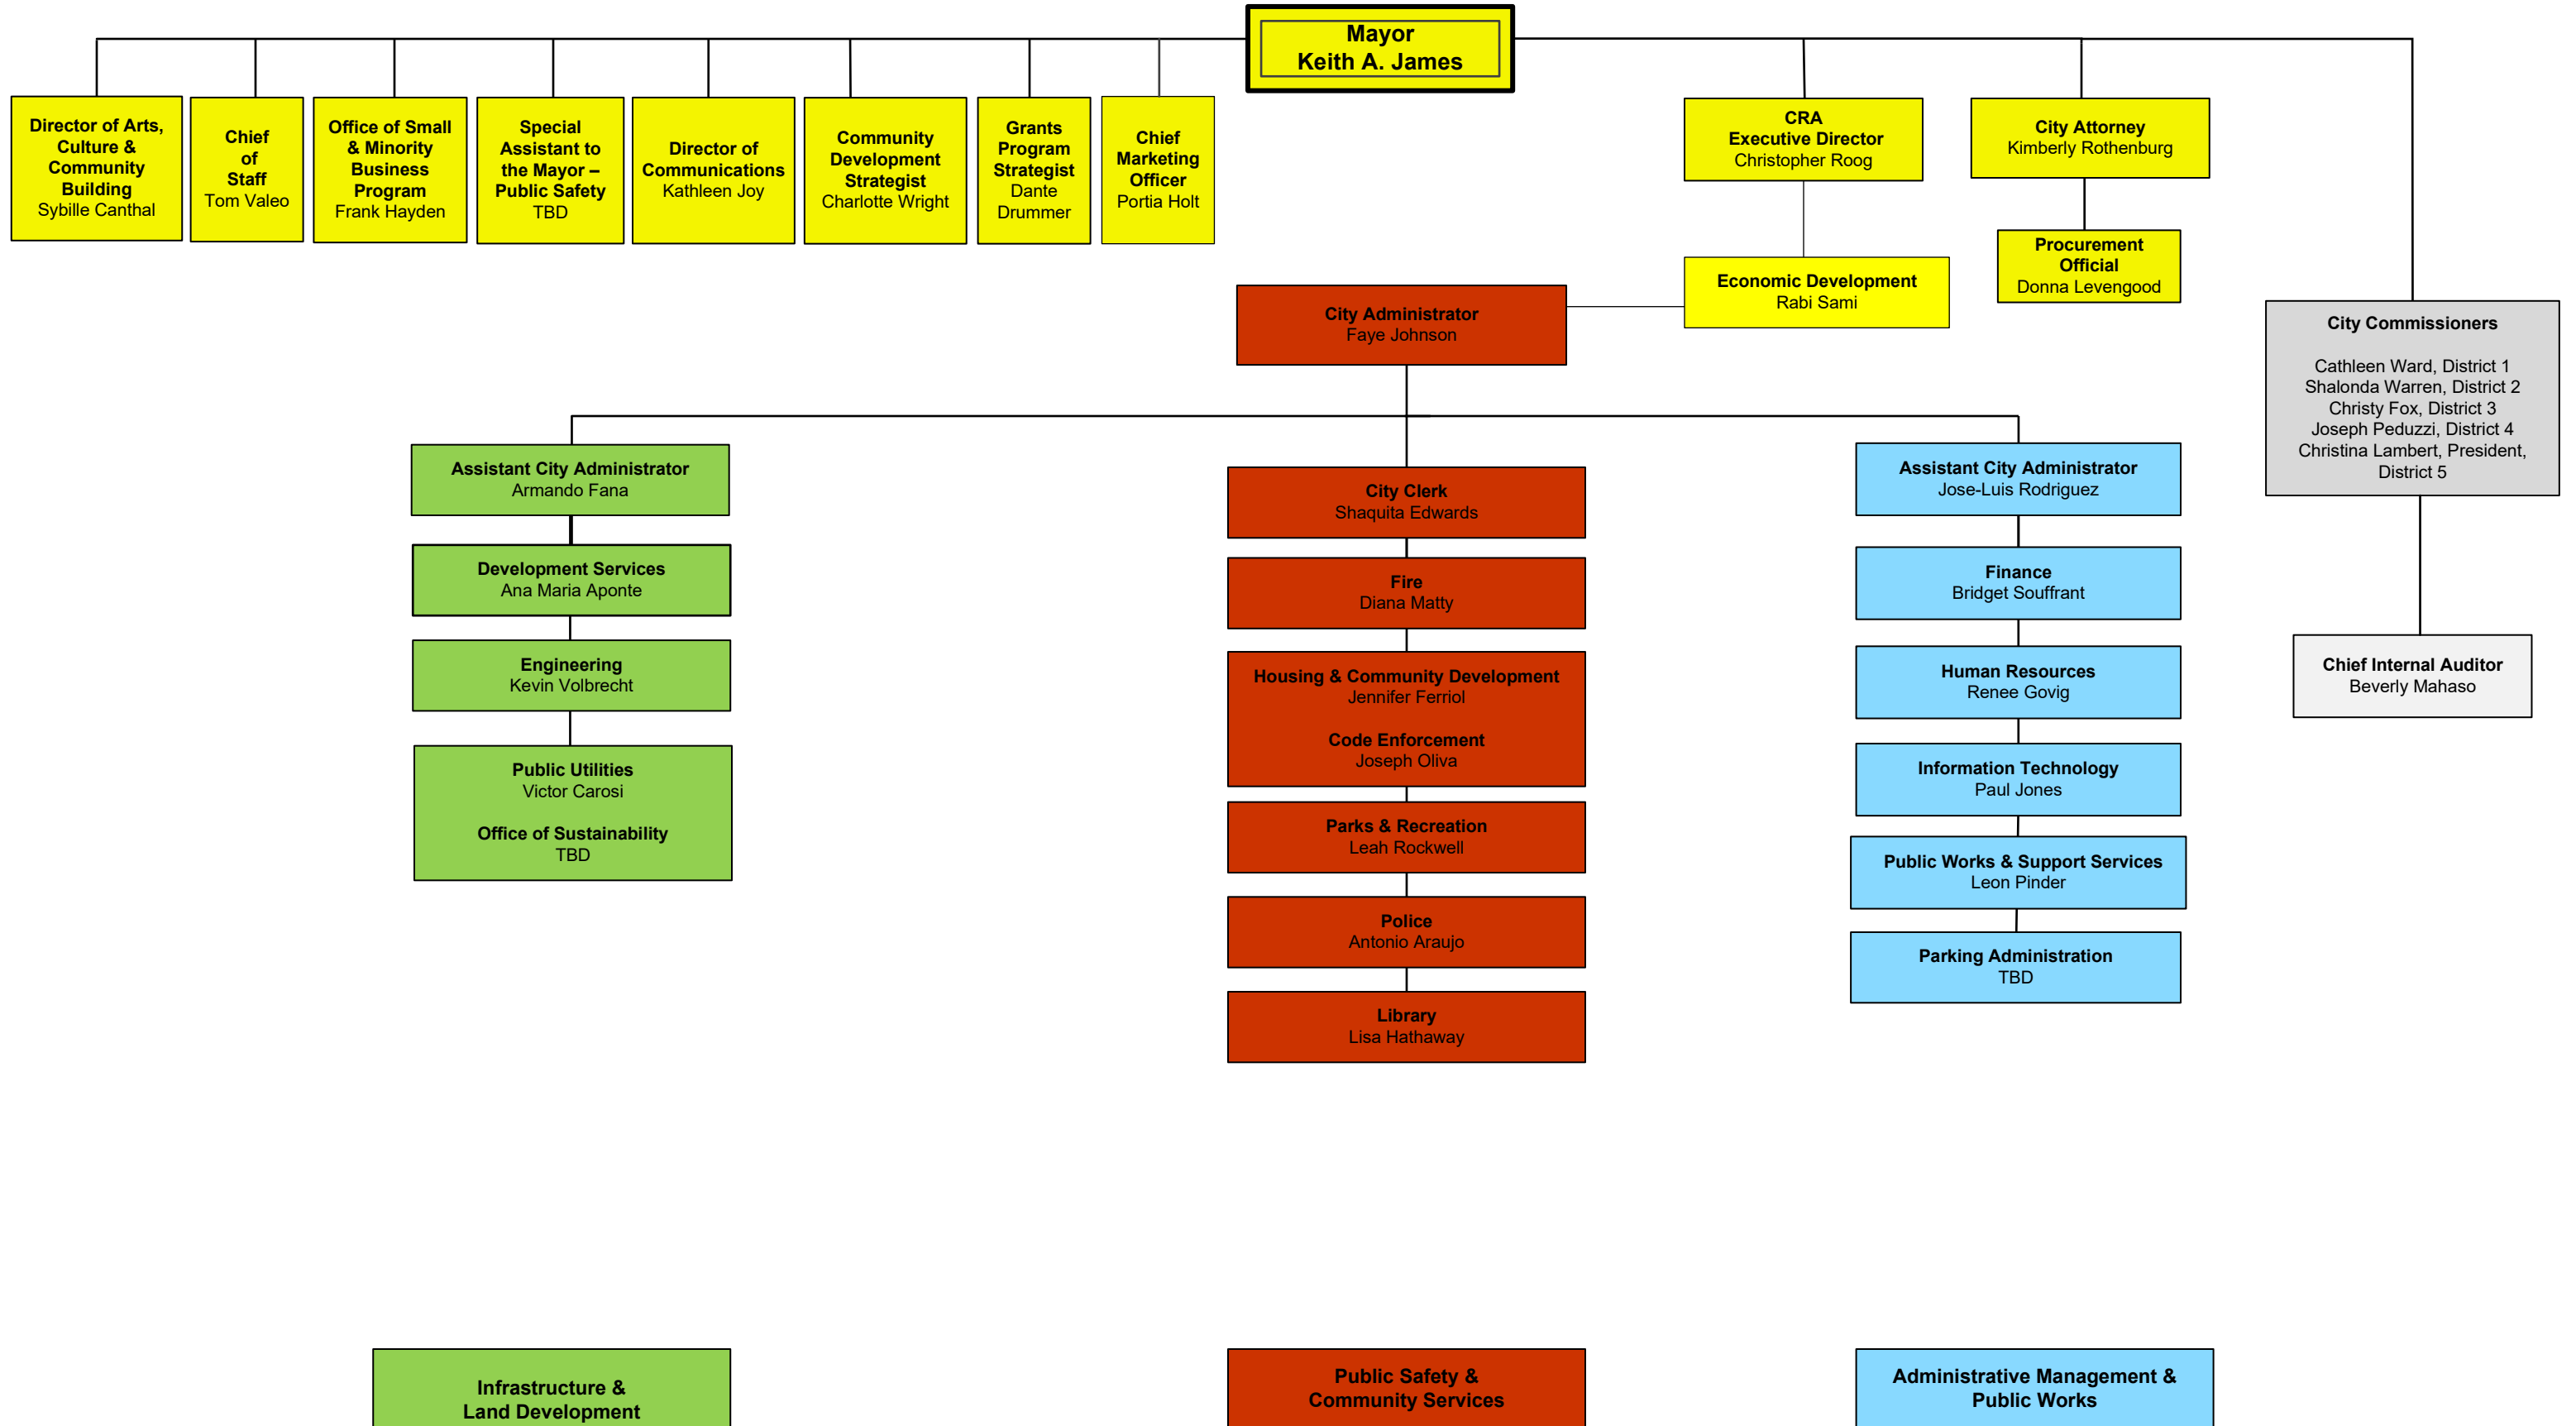 Mayor
Keith A. James
Director of Arts,
Culture &
Community
Building
Sybille Canthal
Chief
of
Staff
Tom Valeo
Office of Small
& Minority
Business
Program
Frank Hayden
Special
Assistant to
the Mayor –
Public Safety
TBD
Director of
Communications
Kathleen Joy
Community
Development
Strategist
Charlotte Wright
Grants
Program
Strategist
Dante
Drummer
Chief
Marketing
Officer
Portia Holt
CRA
Executive Director
Christopher Roog
City Attorney
Kimberly Rothenburg
Procurement
Official
Donna Levengood
Economic Development
Rabi Sami
City Administrator
Faye Johnson
City Commissioners
Cathleen Ward, District 1
Shalonda Warren, District 2
Christy Fox, District 3
Joseph Peduzzi, District 4
Christina Lambert, President,
District 5
Chief Internal Auditor
Beverly Mahaso
Assistant City Administrator
Armando Fana
Development Services
Ana Maria Aponte
Engineering
Kevin Volbrecht
Public Utilities
Victor Carosi
Office of Sustainability
TBD
City Clerk
Shaquita Edwards
Fire
Diana Matty
Housing & Community Development
Jennifer Ferriol
Code Enforcement
Joseph Oliva
Parks & Recreation
Leah Rockwell
Police
Antonio Araujo
Library
Lisa Hathaway
Assistant City Administrator
Jose-Luis Rodriguez
Finance
Bridget Souffrant
Human Resources
Renee Govig
Information Technology
Paul Jones
Public Works & Support Services
Leon Pinder
Parking Administration
TBD
Infrastructure &
Land Development
Public Safety &
Community Services
Administrative Management &
Public Works